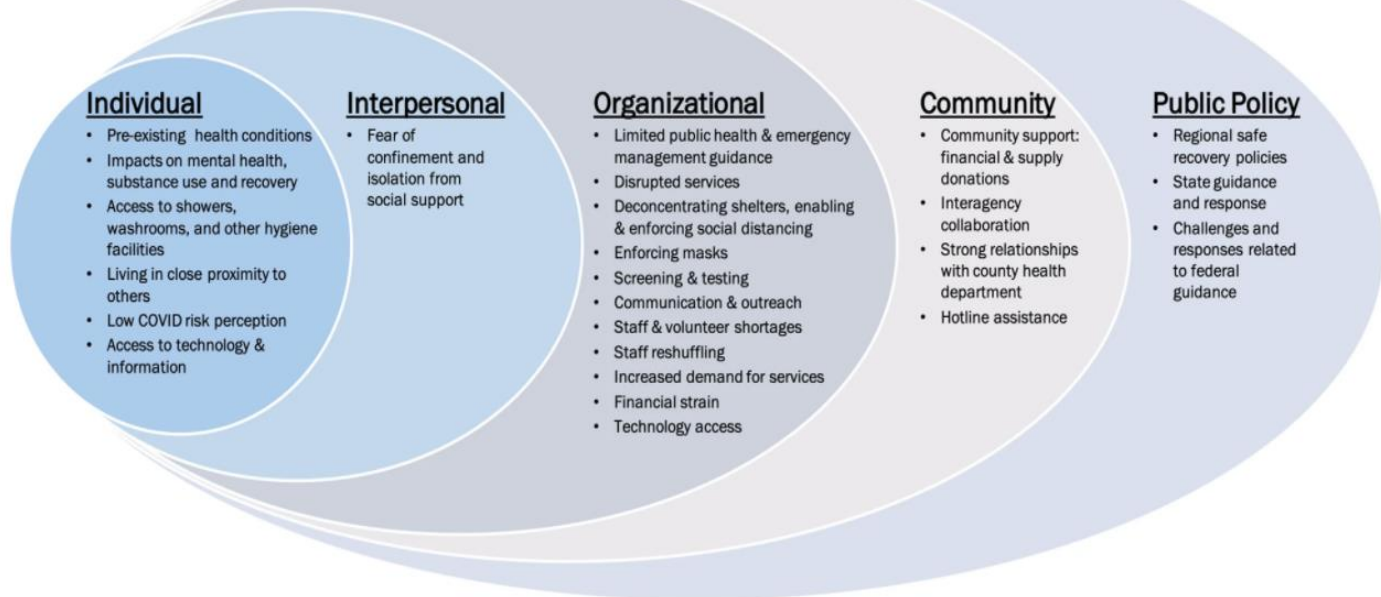 Individual
• Pre-existing health conditions
• Impacts on mental health,
substance use and recovery
• Access to showers,
washrooms, and other hygiene
facilities
• Living in close proximity to
others
• Low COVID risk perception
• Access to technology &
information
Interpersonal
• Fear of
confinement and
isolation from
social support
Organizational
• Limited public health & emergency
management guidance
• Disrupted services
• Deconcentrating shelters, enabling
& enforcing social distancing
• Enforcing masks
• Screening & testing
• Communication & outreach
• Staff & volunteer shortages
• Staff reshuffling
• Increased demand for services
• Financial strain
• Technology access
Community
• Community support:
financial & supply
donations
• Interagency
collaboration
• Strong relationships
with county health
department
• Hotline assistance
Public Policy
• Regional safe
recovery policies
• State guidance
and response
• Challenges and
responses related
to federal
guidance